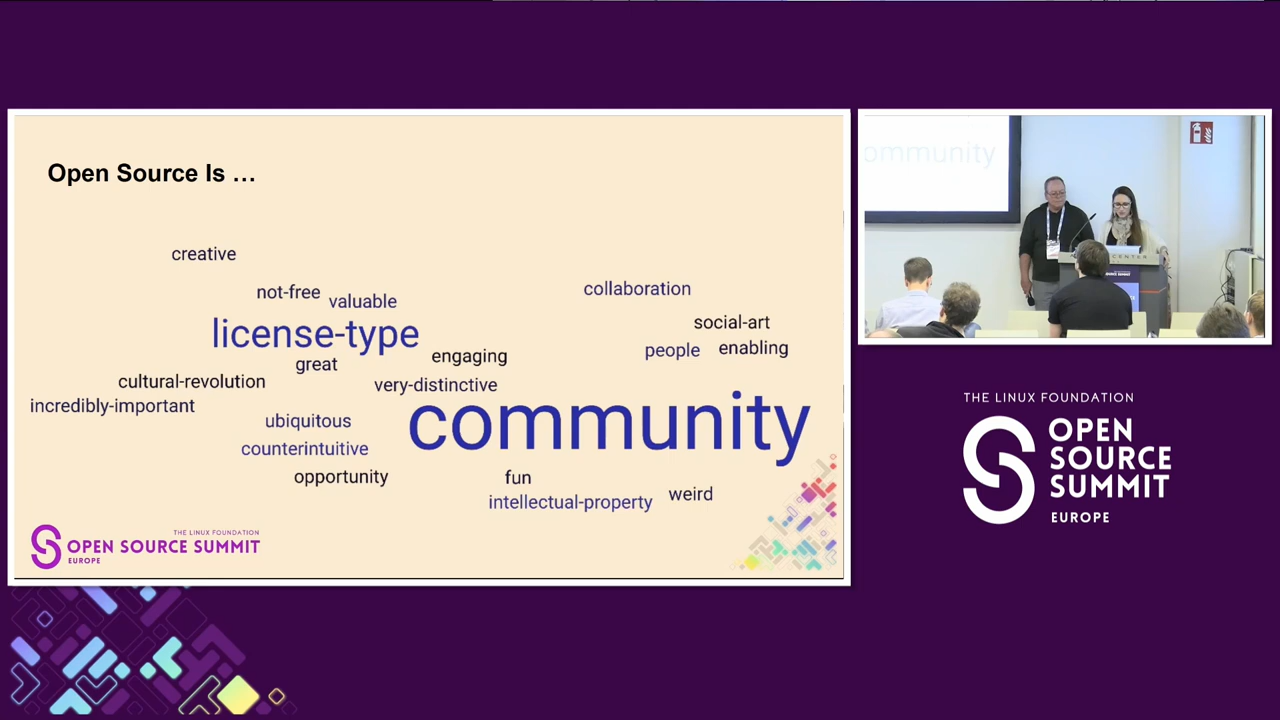 Open Source Is …
creative
not-free
valuable
collaboration
license-type
social-art
great
engaging
people
enabling
cultural-revolution
very-distinctive
incredibly-important
ubiquitous
community
counterintuitive
opportunity
fun
intellectual-property
weird
THE LINUX FOUNDATION
OPEN SOURCE SUMMIT
EUROPE
ommunity
CENTER
THE LINUX FOUNDATION
OPEN
SOURCE
SUMMIT
EUROPE